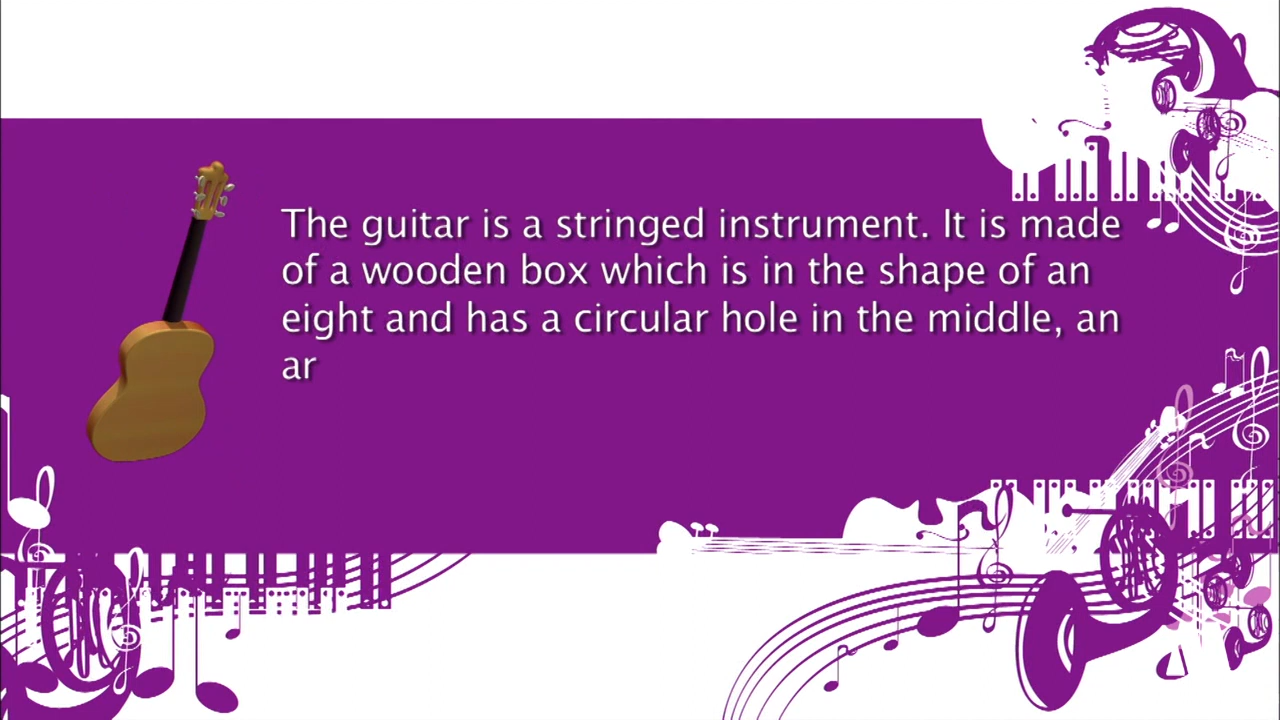 The guitar is a stringed instrument. It is made
of a wooden box which is in the shape of an
eight and has a circular hole in the middle, an
ar